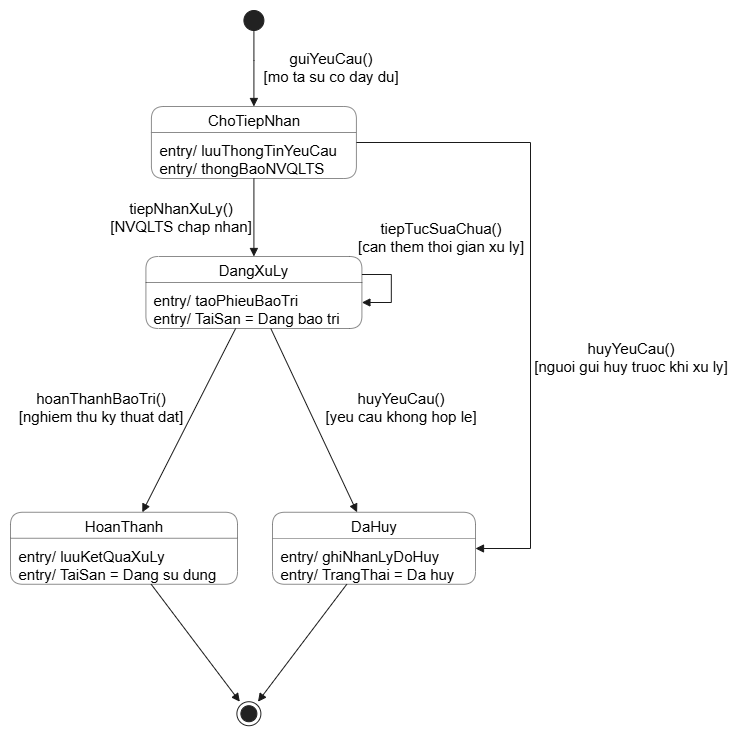 guiYeuCau()
[mo ta su co day du]
ChoTiepNhan
entry/ luuThongTinYeuCau
entry/ thongBaoNVQLTS
tiepNhanXuLy()
[NVQLTS chap nhan]
tiepTucSuaChua()
[can them thoi gian xu ly]
DangXuLy
entry/ taoPhieuBaoTri
entry/ TaiSan = Dang bao tri
huyYeuCau()
[nguoi gui huy truoc khi xu ly]
hoanThanhBaoTri()
[nghiem thu ky thuat dat]
huyYeuCau()
[yeu cau khong hop le]
HoanThanh
entry/ luuKetQuaXuLy
entry/ TaiSan = Dang su dung
DaHuy
entry/ ghiNhanLyDoHuy
entry/ TrangThai = Da huy